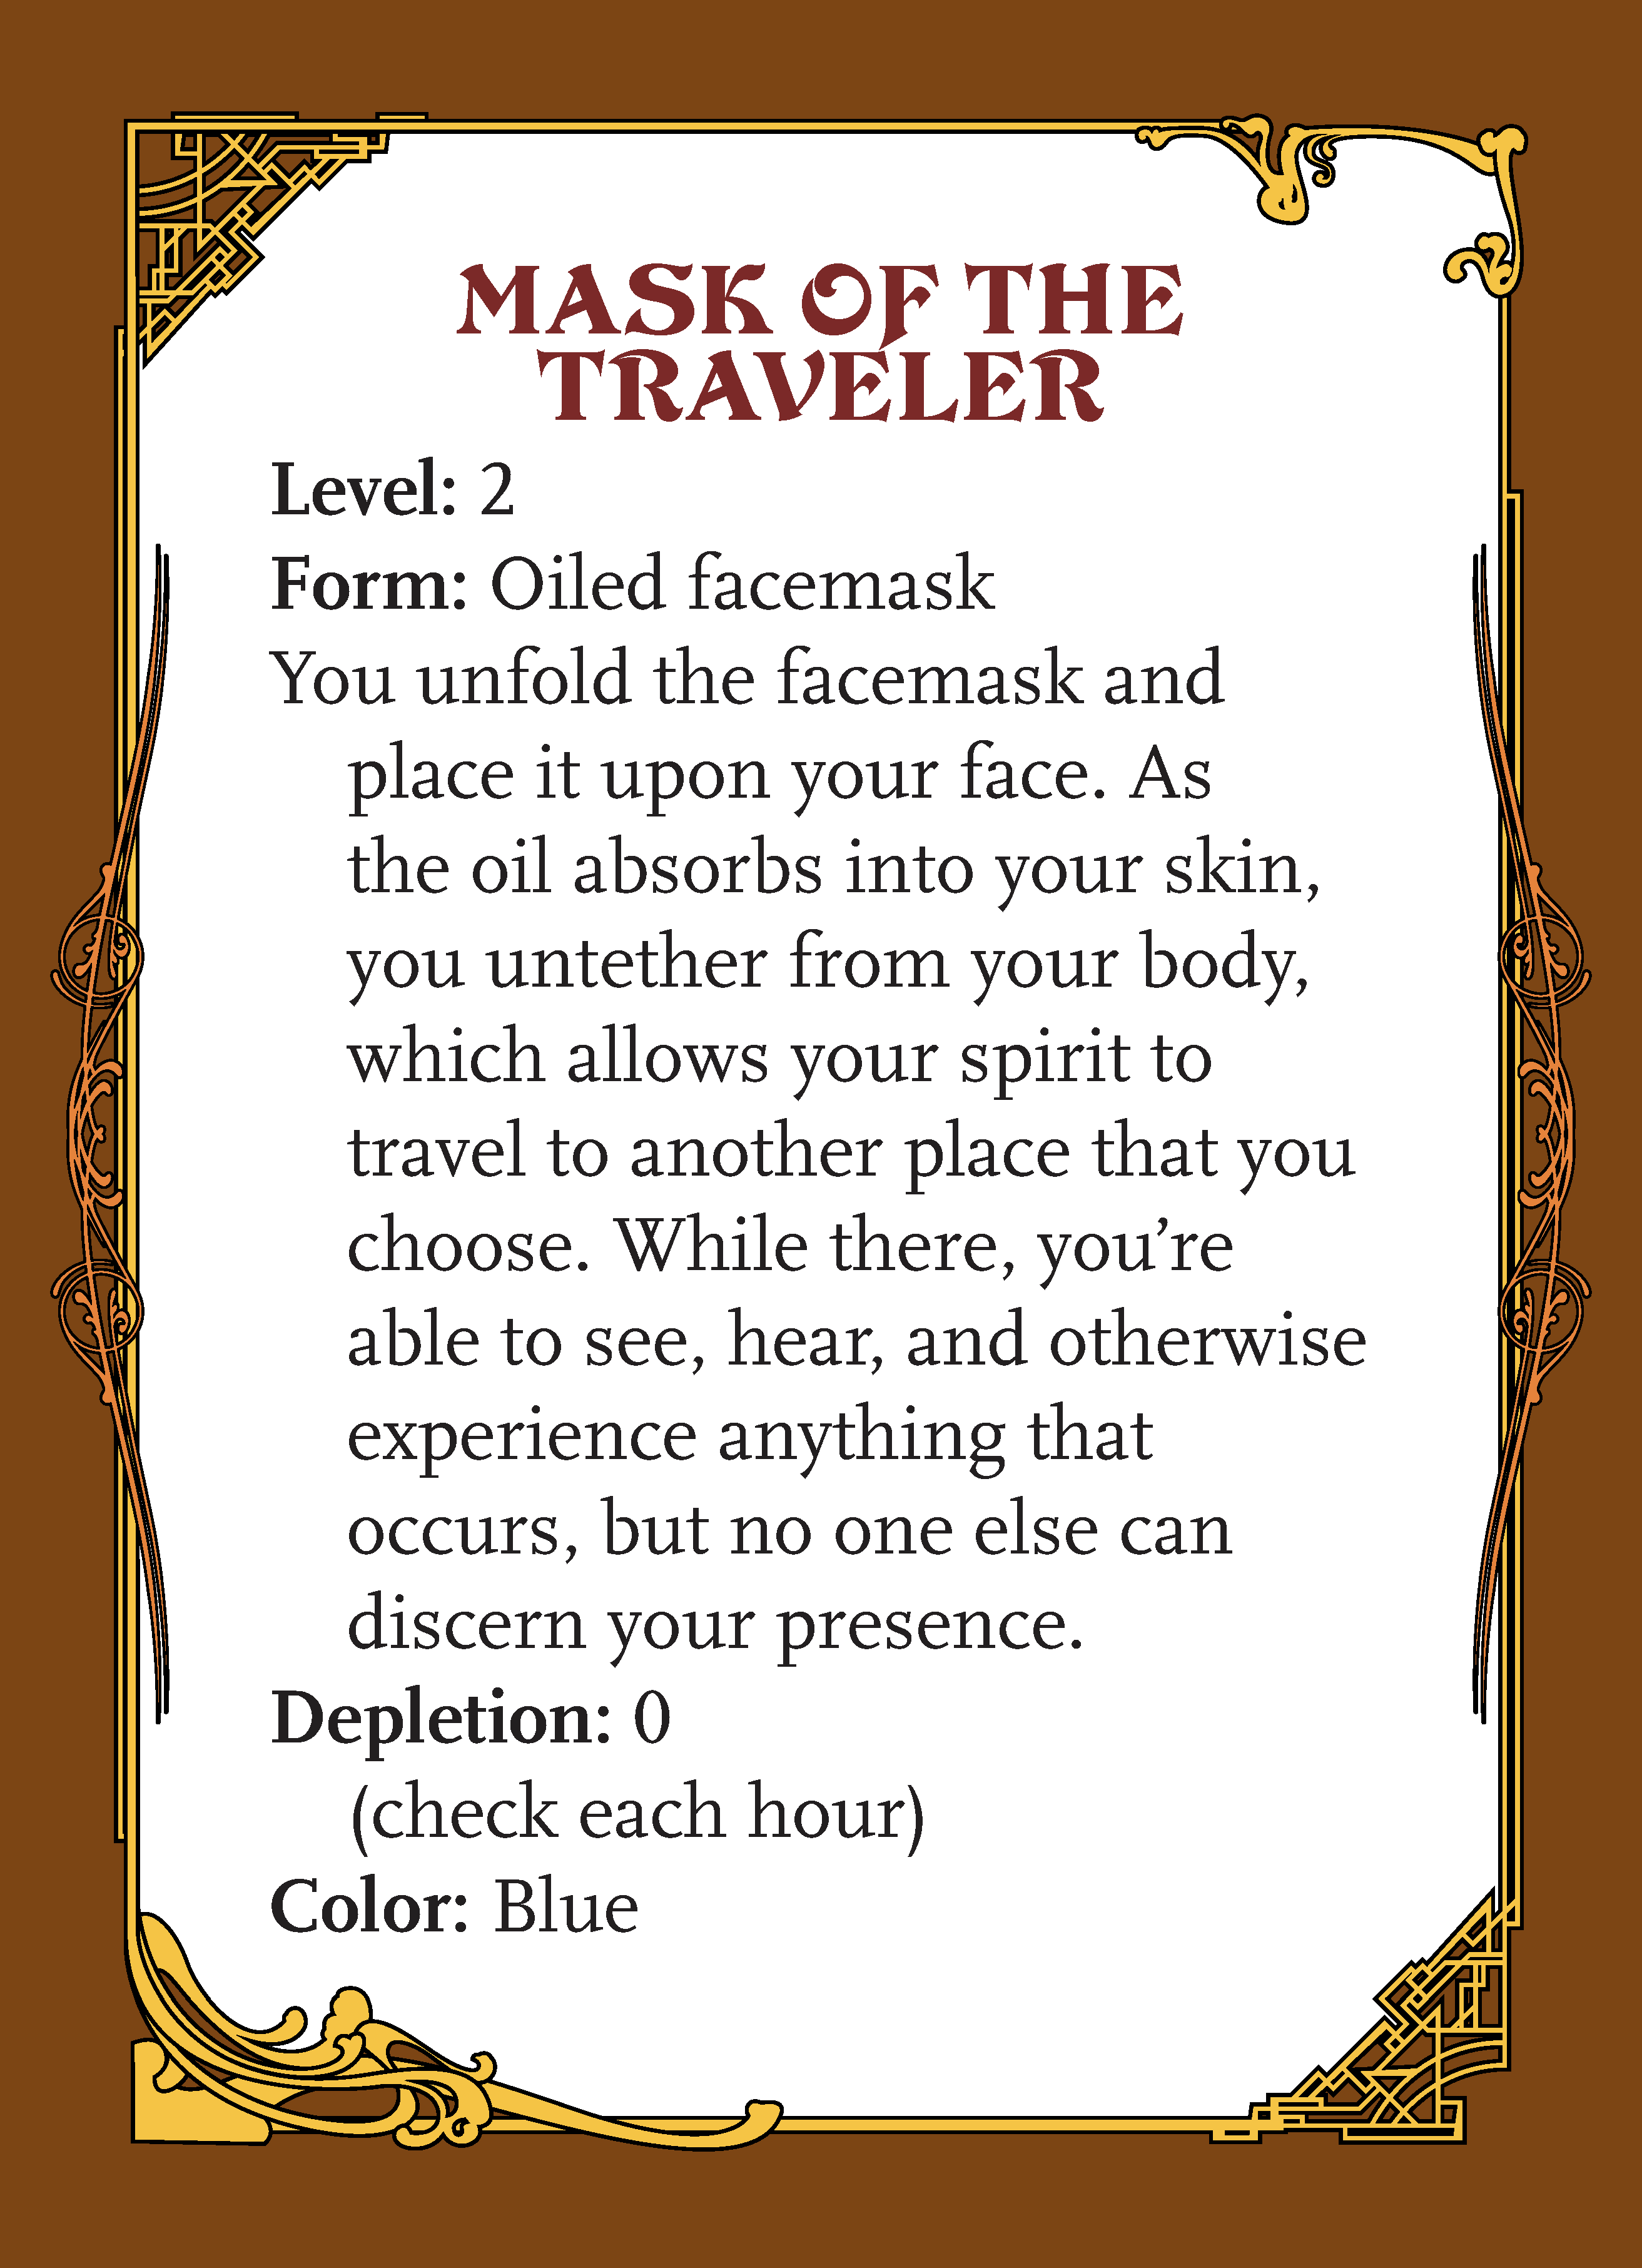 MASK OF THE
TRAVELER
Level: 2
Form: Oiled facemask
You unfold the facemask and
place it upon your face. As
the oil absorbs into your skin,
you untether from your body,
which allows your spirit to
travel to another place that you
choose. While there, you’re
able to see, hear, and otherwise
experience anything that
occurs, but no one else can
discern your presence.
Depletion: 0
(check each hour)
Color: Blue